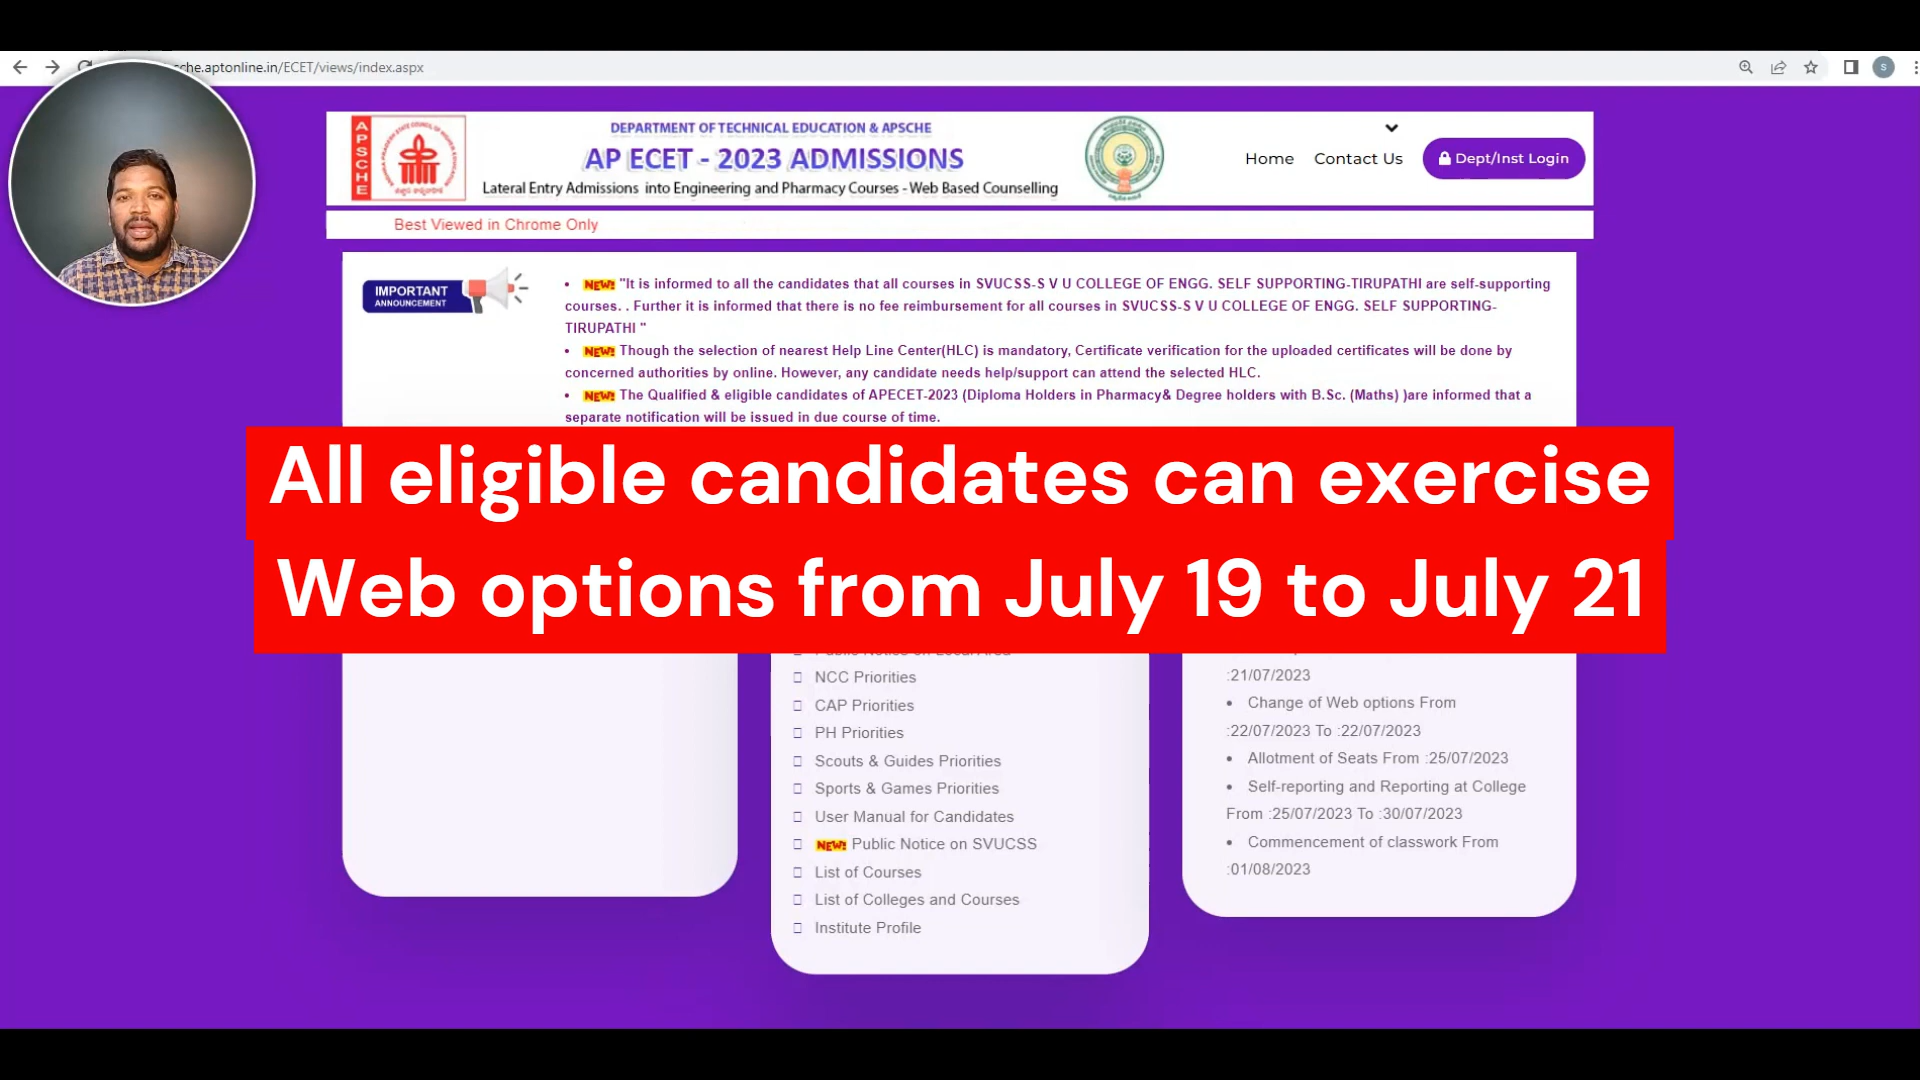 che.aptonline.in/ECET/views/index.aspx
S
APSCHE
DEPARTMENT OF TECHNICAL EDUCATION & APSCHE
AP ECET - 2023 ADMISSIONS
Lateral Entry Admissions into Engineering and Pharmacy Courses - Web Based Counselling
Home Contact Us Dept/Inst Login
Best Viewed in Chrome Only
IMPORTANT
ANNOUNCEMENT
• NEW! "It is informed to all the candidates that all courses in SVUCSS-S V U COLLEGE OF ENGG. SELF SUPPORTING-TIRUPATHI are self-supporting
courses. . Further it is informed that there is no fee reimbursement for all courses in SVUCSS-S V U COLLEGE OF ENGG. SELF SUPPORTING-
TIRUPATHI "
• NEW! Though the selection of nearest Help Line Center(HLC) is mandatory, Certificate verification for the uploaded certificates will be done by
concerned authorities by online. However, any candidate needs help/support can attend the selected HLC.
• NEW! The Qualified & eligible candidates of APECET-2023 (Diploma Holders in Pharmacy& Degree holders with B.Sc. (Maths) )are informed that a
separate notification will be issued in due course of time.
All eligible candidates can exercise
Web options from July 19 to July 21
Public Notice on Local Area
NCC Priorities
CAP Priorities
PH Priorities
Scouts & Guides Priorities
Sports & Games Priorities
User Manual for Candidates
NEW! Public Notice on SVUCSS
List of Courses
List of Colleges and Courses
Institute Profile
:21/07/2023
• Change of Web options From
:22/07/2023 To :22/07/2023
• Allotment of Seats From :25/07/2023
• Self-reporting and Reporting at College
From :25/07/2023 To :30/07/2023
• Commencement of classwork From
:01/08/2023